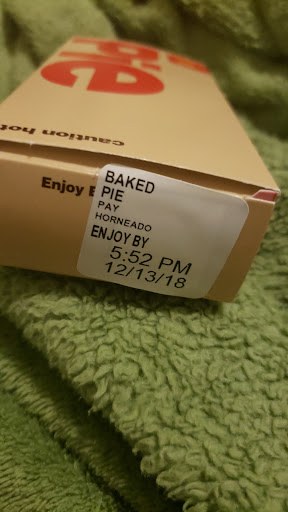 pie
caution hot
Enjoy
BAKED
PIE
PAY
HORNEADO
ENJOY BY
5:52 PM
12/13/18